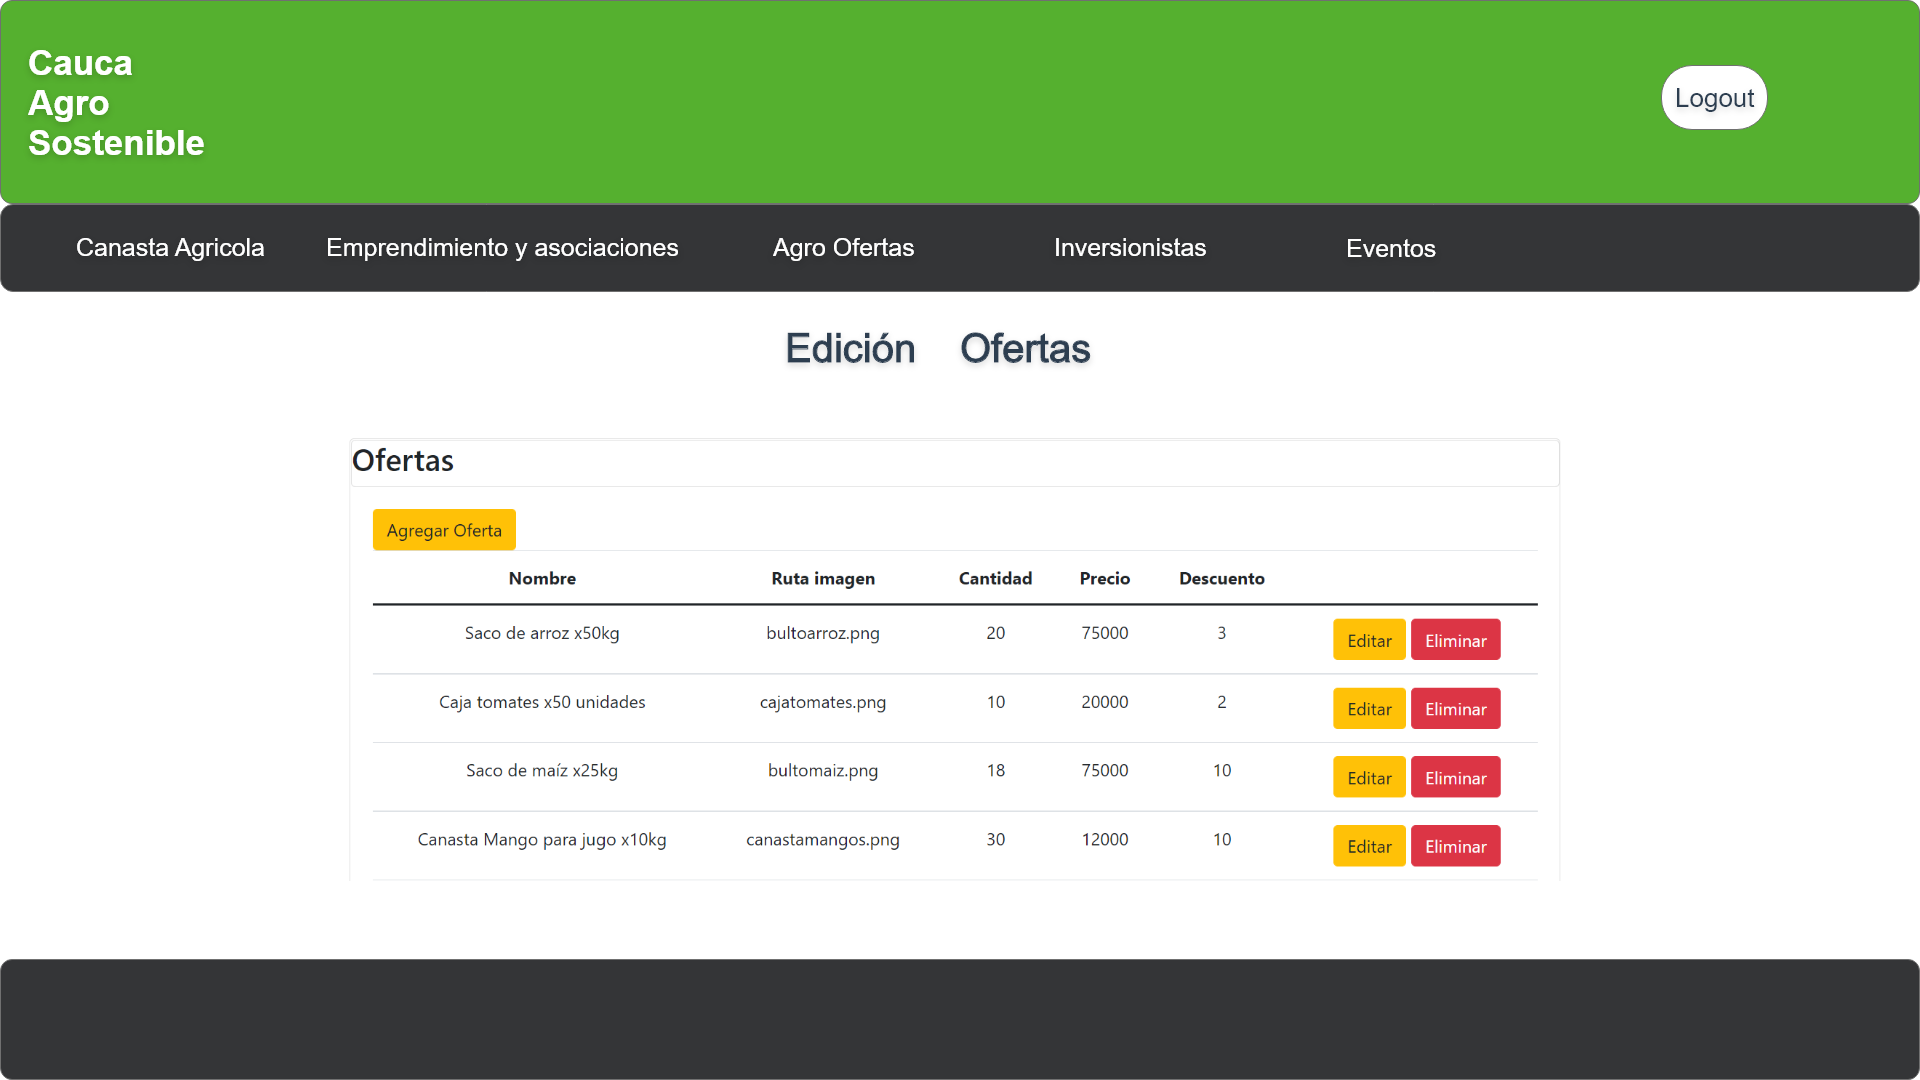 Cauca
Agro
Sostenible
Logout
Canasta Agricola Emprendimiento y asociaciones Agro Ofertas Inversionistas Eventos
Edición Ofertas
Ofertas
Agregar Oferta
Nombre Ruta imagen Cantidad Precio Descuento
Saco de arroz x50kg bultoarroz.png 20 75000 3 Editar Eliminar
Caja tomates x50 unidades cajatomates.png 10 20000 2 Editar Eliminar
Saco de maíz x25kg bultomaiz.png 18 75000 10 Editar Eliminar
Canasta Mango para jugo x10kg canastamangos.png 30 12000 10 Editar Eliminar